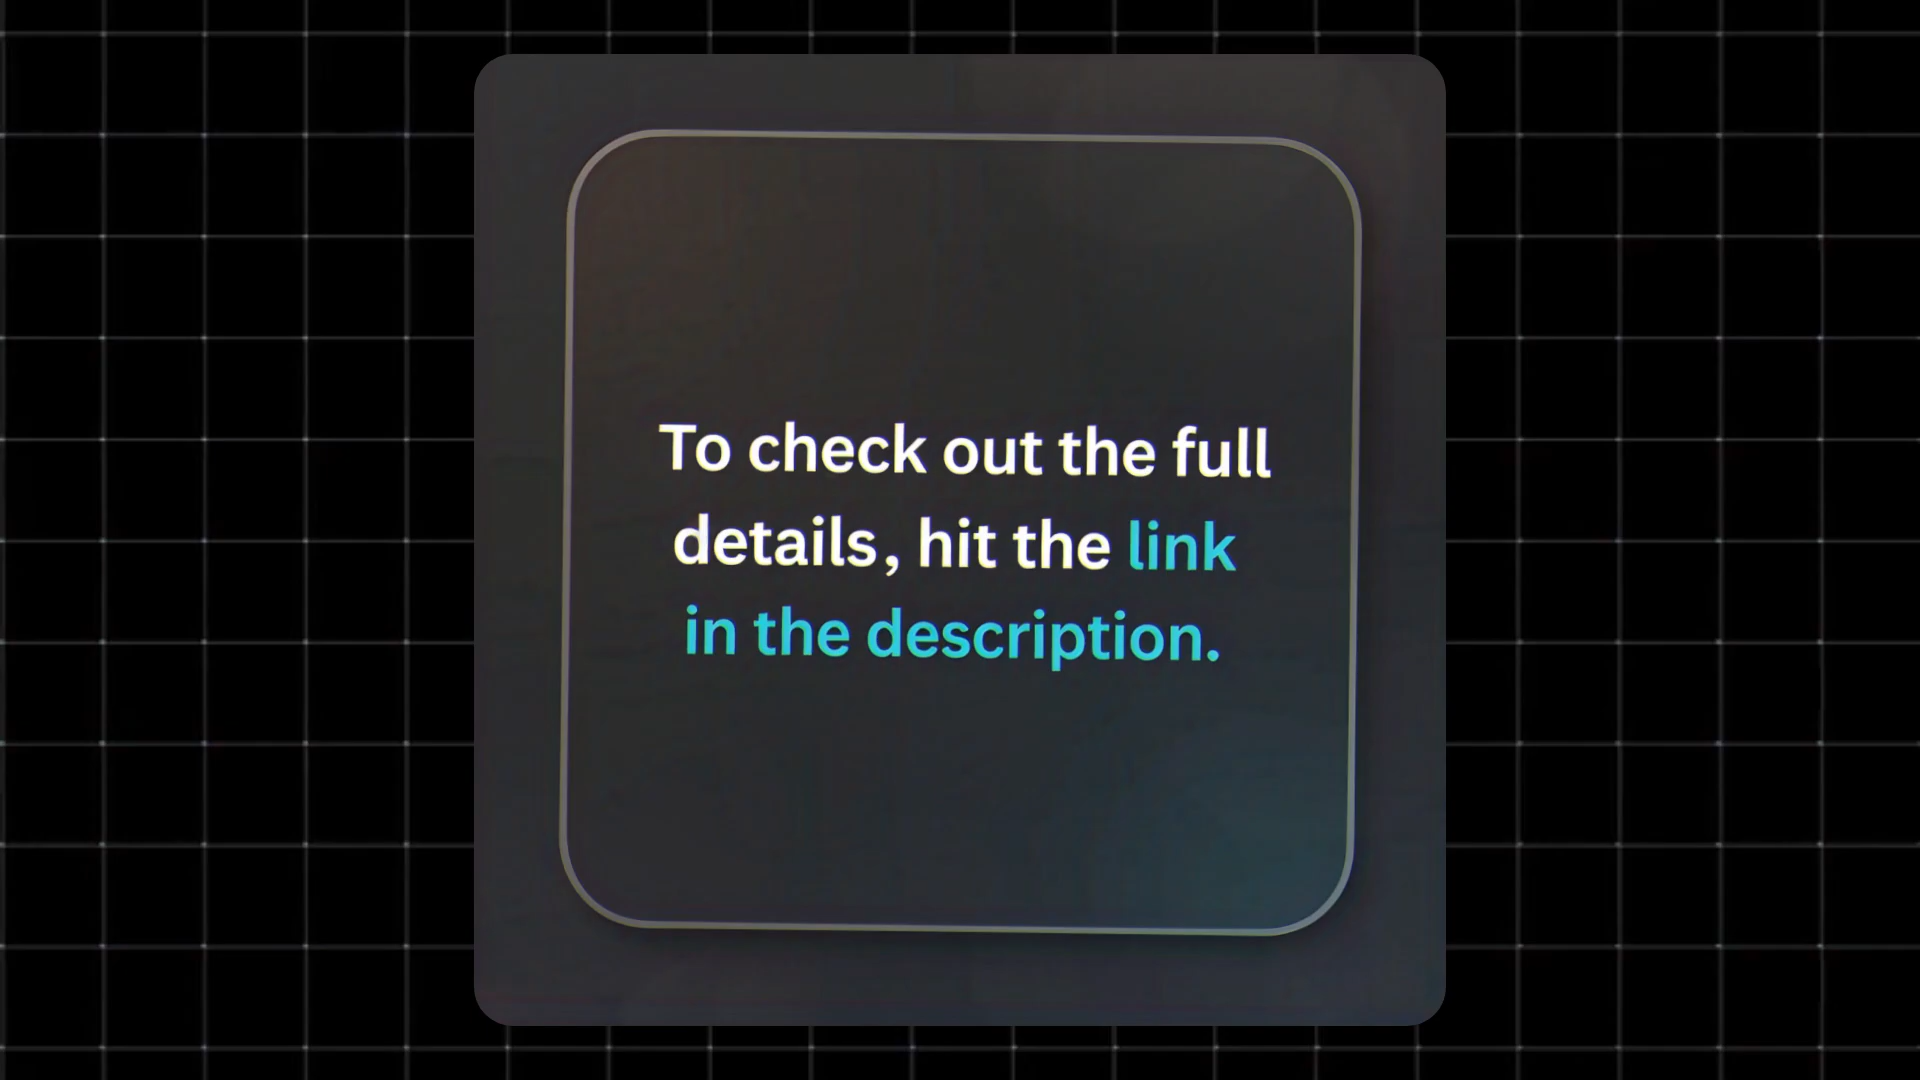 To check out the full
details, hit the link
in the description.